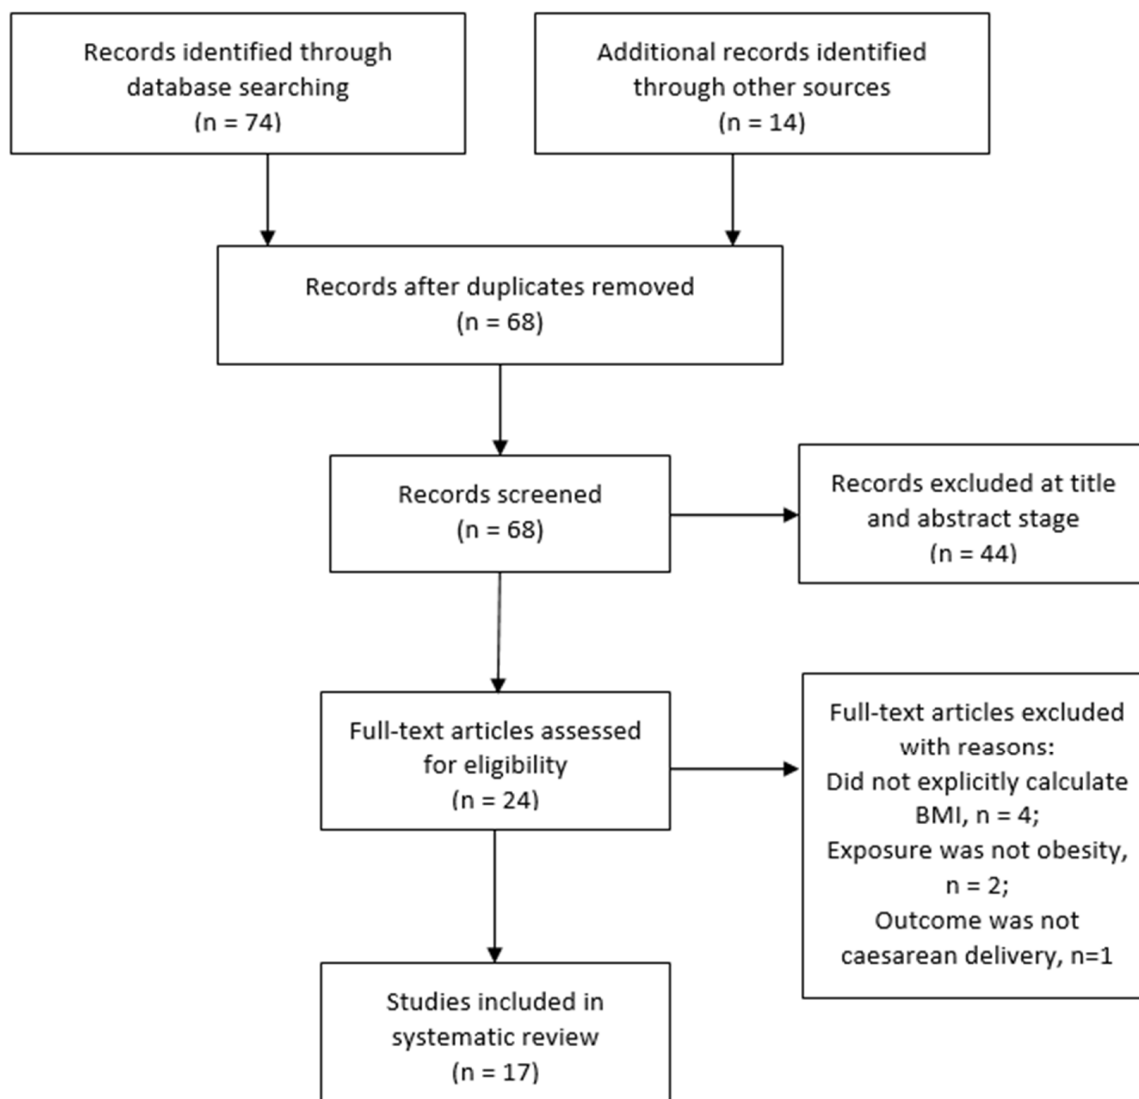 Records identified through
database searching
(n = 74)
Additional records identified
through other sources
(n = 14)
Records after duplicates removed
(n = 68)
Records screened
(n = 68)
Records excluded at title
and abstract stage
(n = 44)
Full-text articles assessed
for eligibility
(n = 24)
Full-text articles excluded
with reasons:
Did not explicitly calculate
BMI, n = 4;
Exposure was not obesity,
n = 2;
Outcome was not
caesarean delivery, n=1
Studies included in
systematic review
(n = 17)